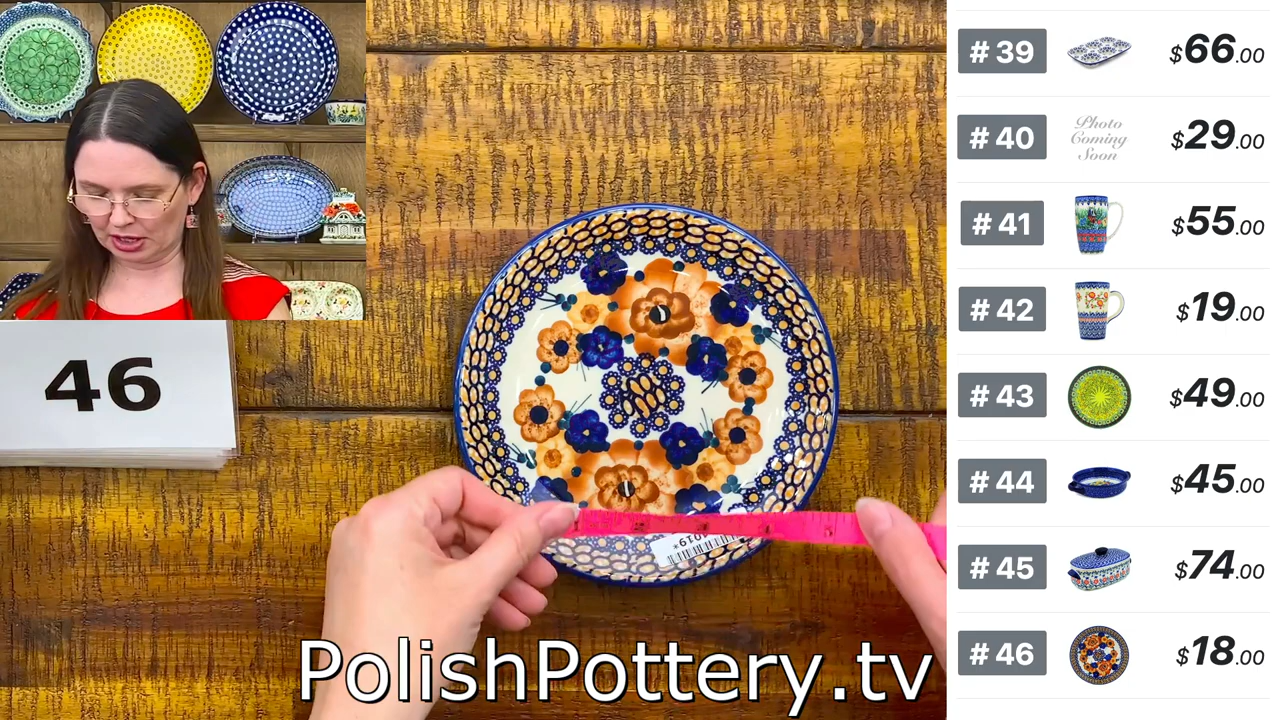 46
*6101
PolishPottery.tv
# 39 $66.00
# 40 Photo Coming Soon $29.00
# 41 $55.00
# 42 $19.00
# 43 $49.00
# 44 $45.00
# 45 $74.00
# 46 $18.00